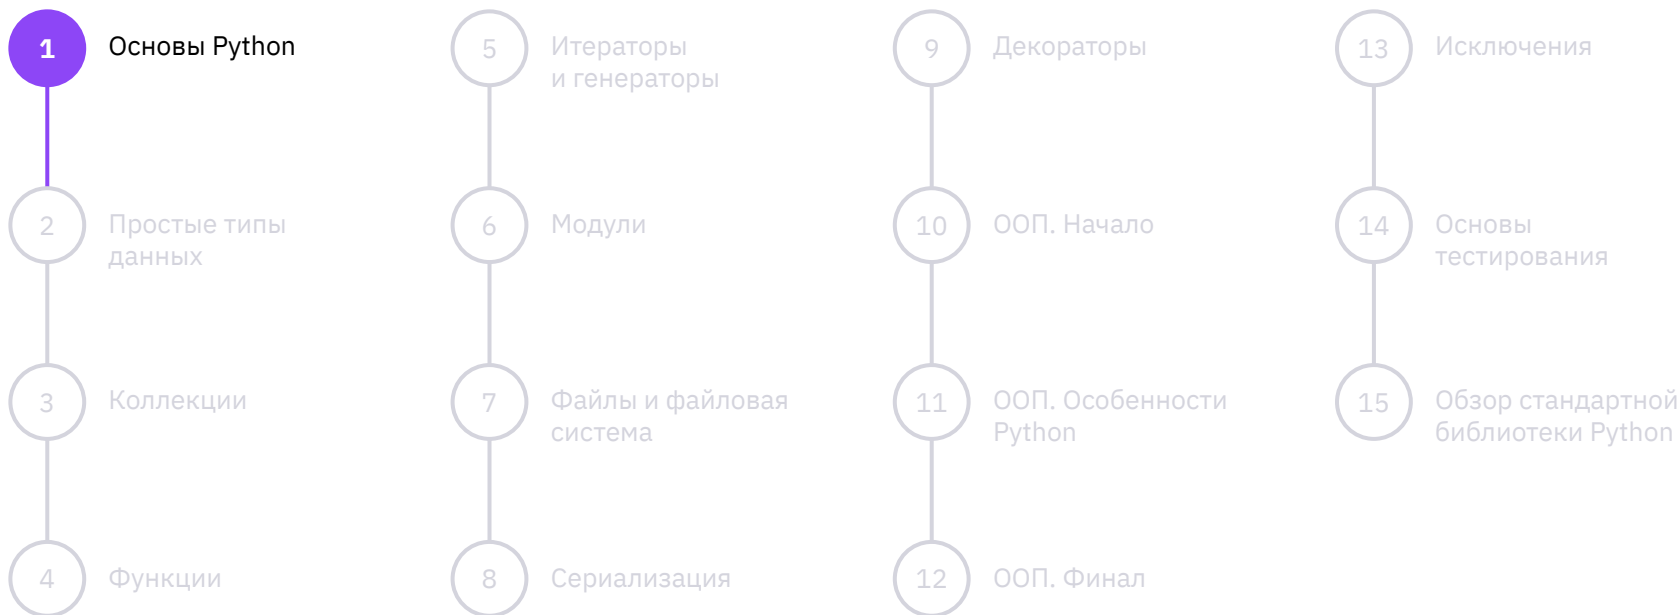 1
Основы Python
2
Простые типы
данных
3
Коллекции
4
Функции
5
Итераторы
и генераторы
6
Модули
7
Файлы и файловая
система
8
Сериализация
9
Декораторы
10
ООП. Начало
11
ООП. Особенности
Python
12
ООП. Финал
13
Исключения
14
Основы
тестирования
15
Обзор стандартной
библиотеки Python